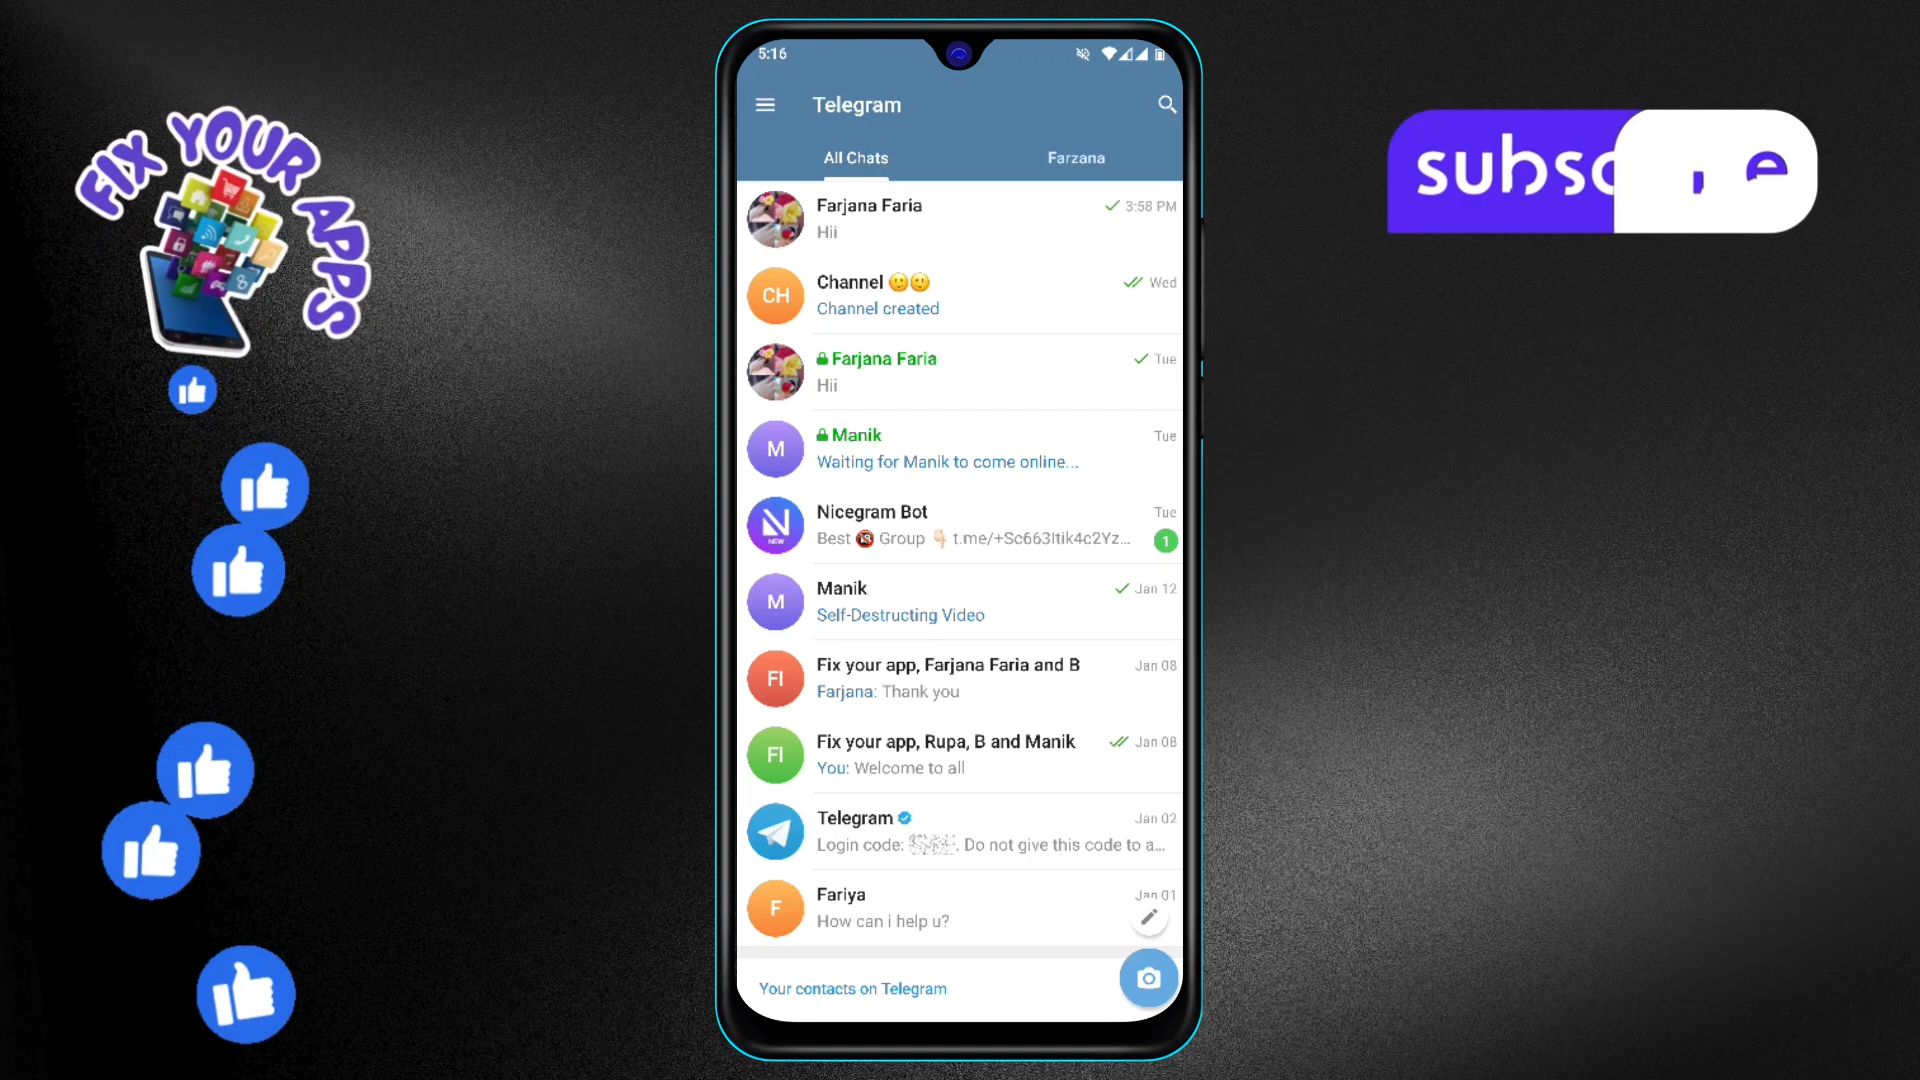 FIX YOUR APPS
subsc
e
5:16
Telegram
All Chats
Farzana
Farjana Faria
3:58 PM
Hii
CH
Channel 🙂🙂
Wed
Channel created
Farjana Faria
Tue
Hii
M
Manik
Tue
Waiting for Manik to come online...
N
NEW
Nicegram Bot
Tue
Best 🔞 Group 👇🏻 t.me/+Sc663Itik4c2Yz...
1
M
Manik
Jan 12
Self-Destructing Video
FI
Fix your app, Farjana Faria and B
Jan 08
Farjana: Thank you
FI
Fix your app, Rupa, B and Manik
Jan 08
You: Welcome to all
Telegram
Jan 02
Login code: . Do not give this code to a...
F
Fariya
Jan 01
How can i help u?
Your contacts on Telegram